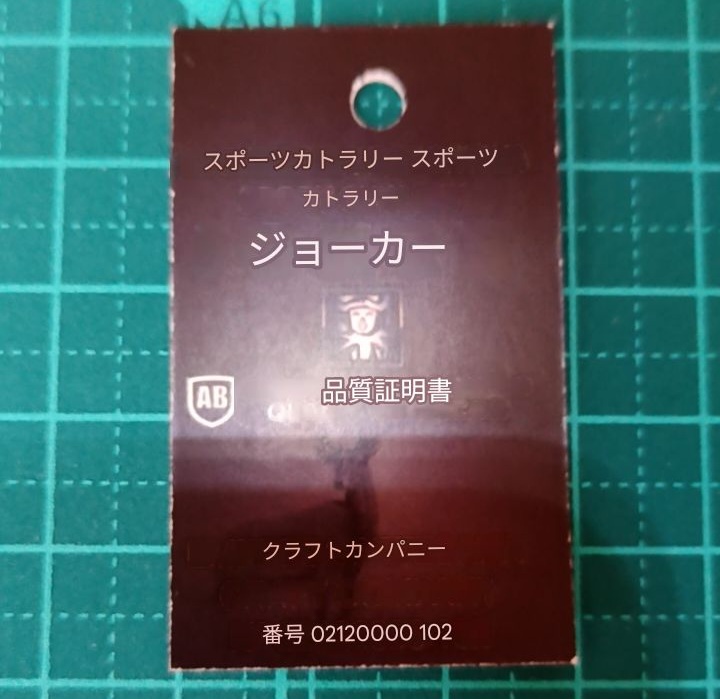 A6
スポーツカトラリー スポーツ
カトラリー
ジョーカー
AB
品質証明書
クラフトカンパニー
番号 02120000 102